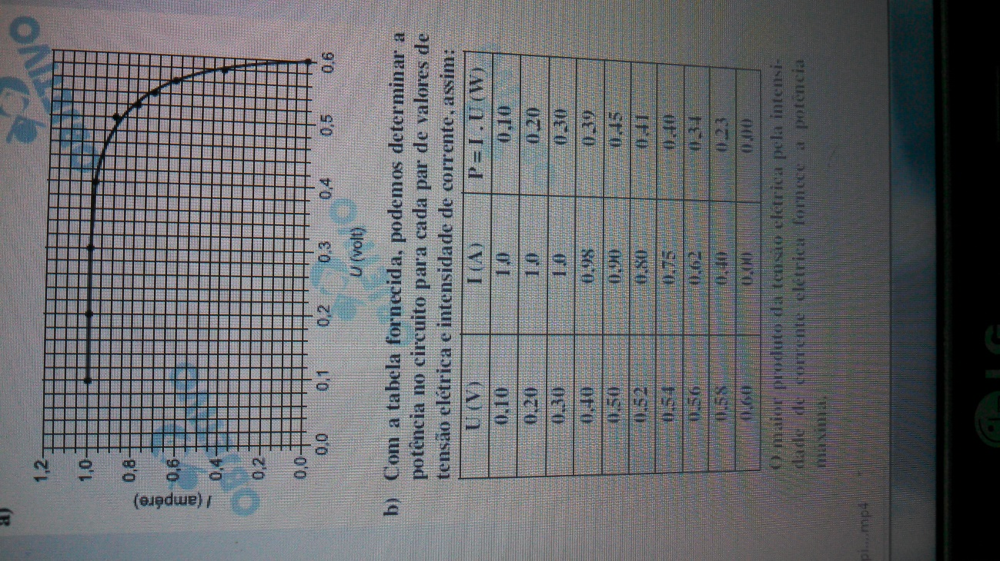 a)
1,2
1,0
0,8
0,6
0,4
0,2
0,0
I (ampére)
0,0 0,1 0,2 0,3 0,4 0,5 0,6
U (volt)
b) Com a tabela fornecida, podemos determinar a
potência no circuito para cada par de valores de
tensão elétrica e intensidade de corrente, assim:
U (V) I (A) P = I . U (W)
0,10 1,0 0,10
0,20 1,0 0,20
0,30 1,0 0,30
0,40 0,98 0,39
0,50 0,90 0,45
0,52 0,80 0,41
0,54 0,75 0,40
0,56 0,62 0,34
0,58 0,40 0,23
0,60 0,00 0,00
O maior produto da tensão elétrica pela intensi-
dade de corrente elétrica fornece a potência
máxima.
pi....mp4
LG